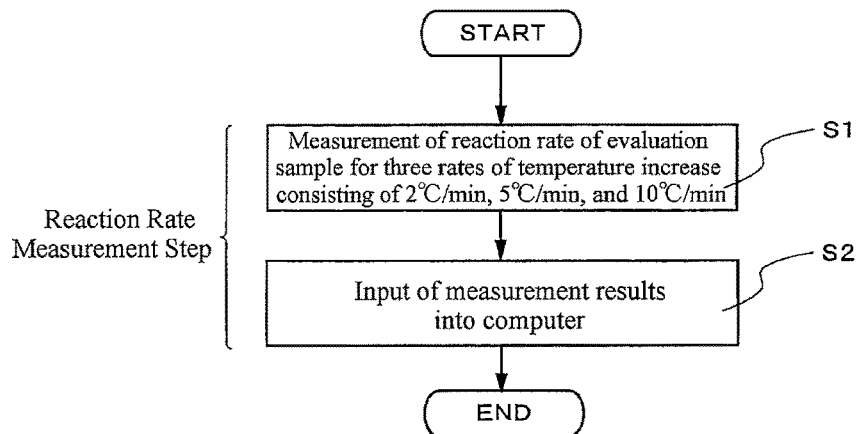 START
S1
Measurement of reaction rate of evaluation
sample for three rates of temperature increase
consisting of 2℃/min, 5℃/min, and 10℃/min
Reaction Rate
Measurement Step
S2
Input of measurement results
into computer
END